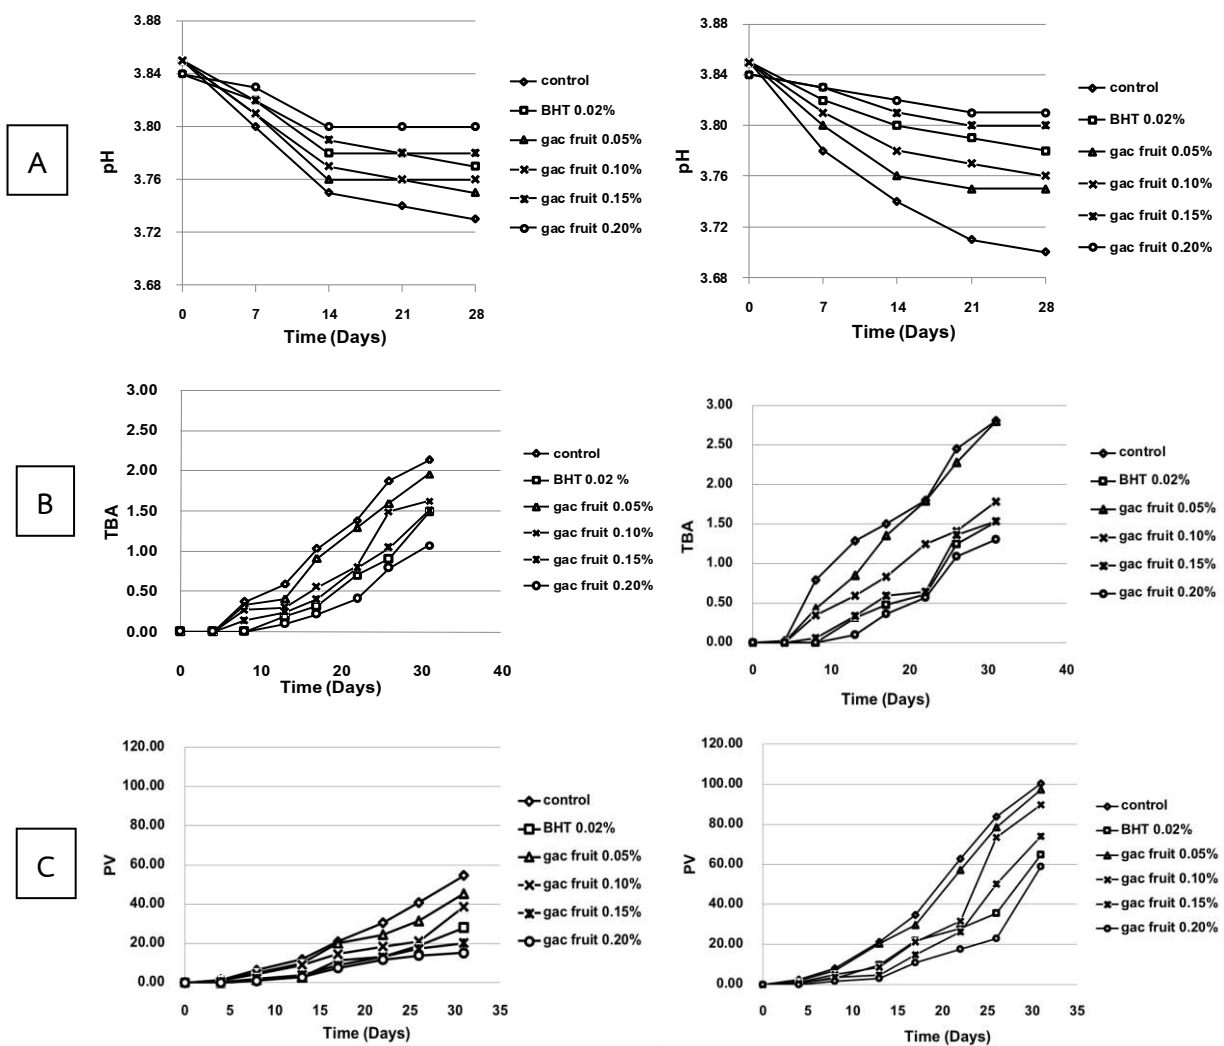 A
pH
3.88
3.84
3.80
3.76
3.72
3.68
0 7 14 21 28
Time (Days)
control
BHT 0.02%
gac fruit 0.05%
gac fruit 0.10%
gac fruit 0.15%
gac fruit 0.20%
pH
3.88
3.84
3.80
3.76
3.72
3.68
0 7 14 21 28
Time (Days)
control
BHT 0.02%
gac fruit 0.05%
gac fruit 0.10%
gac fruit 0.15%
gac fruit 0.20%
B
TBA
3.00
2.50
2.00
1.50
1.00
0.50
0.00
0 10 20 30 40
Time (Days)
control
BHT 0.02 %
gac fruit 0.05%
gac fruit 0.10%
gac fruit 0.15%
gac fruit 0.20%
TBA
3.00
2.50
2.00
1.50
1.00
0.50
0.00
0 10 20 30 40
Time (Days)
control
BHT 0.02%
gac fruit 0.05%
gac fruit 0.10%
gac fruit 0.15%
gac fruit 0.20%
C
PV
120.00
100.00
80.00
60.00
40.00
20.00
0.00
0 5 10 15 20 25 30 35
Time (Days)
control
BHT 0.02%
gac fruit 0.05%
gac fruit 0.10%
gac fruit 0.15%
gac fruit 0.20%
PV
120.00
100.00
80.00
60.00
40.00
20.00
0.00
0 5 10 15 20 25 30 35
Time (Days)
control
BHT 0.02%
gac fruit 0.05%
gac fruit 0.10%
gac fruit 0.15%
gac fruit 0.20%